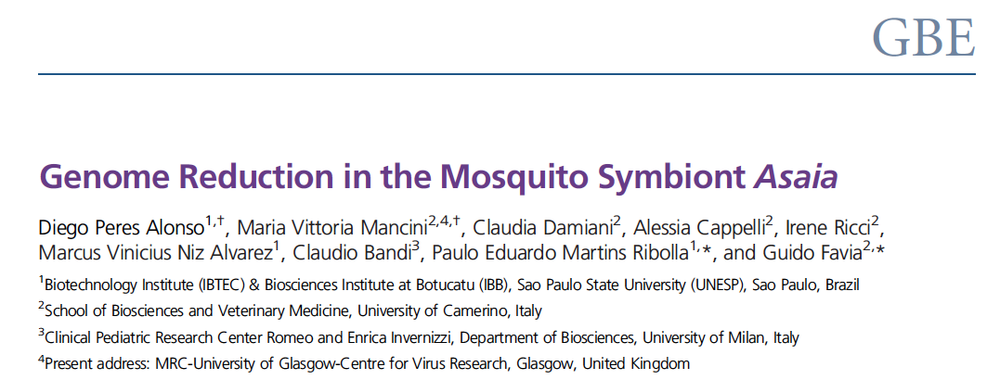 GBE
Genome Reduction in the Mosquito Symbiont Asaia
Diego Peres Alonso1,†, Maria Vittoria Mancini2,4,†, Claudia Damiani2, Alessia Cappelli2, Irene Ricci2,
Marcus Vinicius Niz Alvarez1, Claudio Bandi3, Paulo Eduardo Martins Ribolla1,*, and Guido Favia2,*
1Biotechnology Institute (IBTEC) & Biosciences Institute at Botucatu (IBB), Sao Paulo State University (UNESP), Sao Paulo, Brazil
2School of Biosciences and Veterinary Medicine, University of Camerino, Italy
3Clinical Pediatric Research Center Romeo and Enrica Invernizzi, Department of Biosciences, University of Milan, Italy
4Present address: MRC-University of Glasgow-Centre for Virus Research, Glasgow, United Kingdom